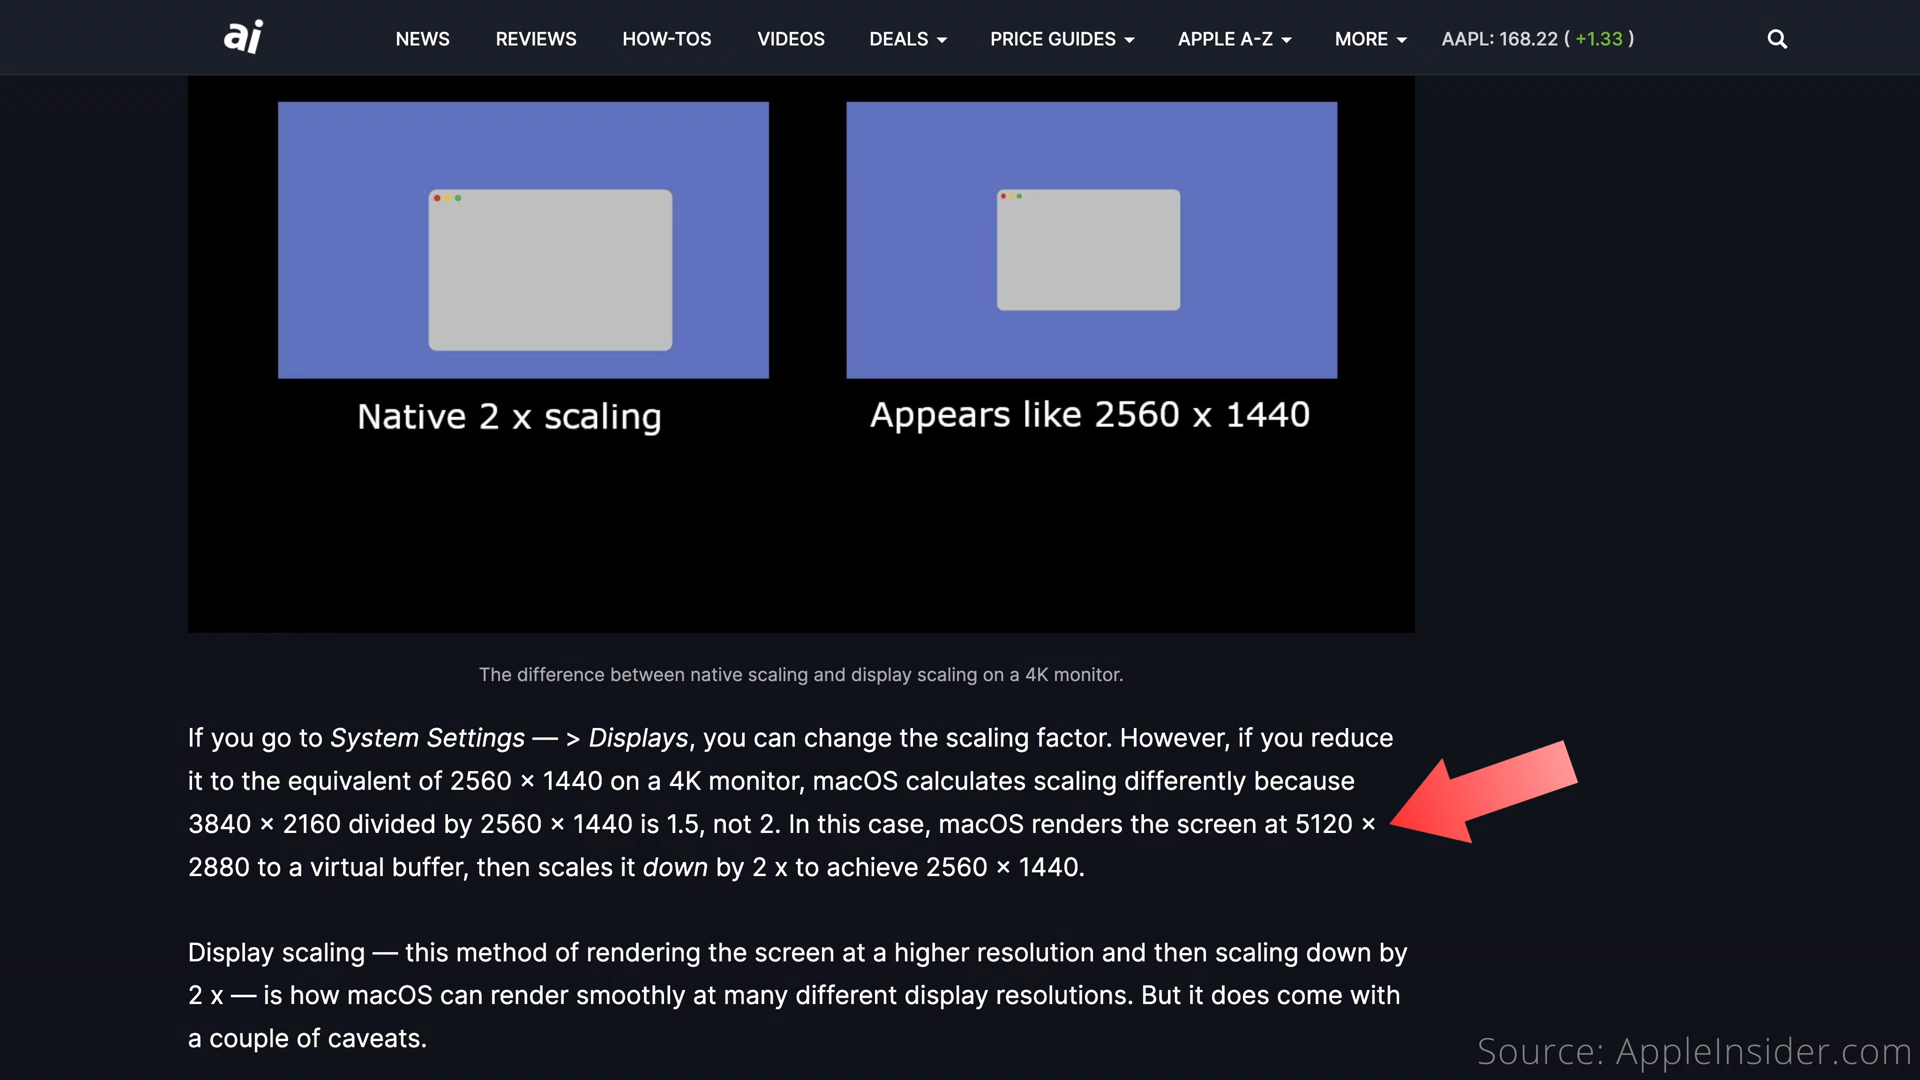 ai NEWS REVIEWS HOW-TOS VIDEOS DEALS PRICE GUIDES APPLE A-Z MORE AAPL: 168.22 ( +1.33 )
Native 2 x scaling
Appears like 2560 x 1440
The difference between native scaling and display scaling on a 4K monitor.
If you go to System Settings — > Displays, you can change the scaling factor. However, if you reduce
it to the equivalent of 2560 × 1440 on a 4K monitor, macOS calculates scaling differently because
3840 × 2160 divided by 2560 × 1440 is 1.5, not 2. In this case, macOS renders the screen at 5120 ×
2880 to a virtual buffer, then scales it down by 2 x to achieve 2560 × 1440.
Display scaling — this method of rendering the screen at a higher resolution and then scaling down by
2 x — is how macOS can render smoothly at many different display resolutions. But it does come with
a couple of caveats.
Source: AppleInsider.com